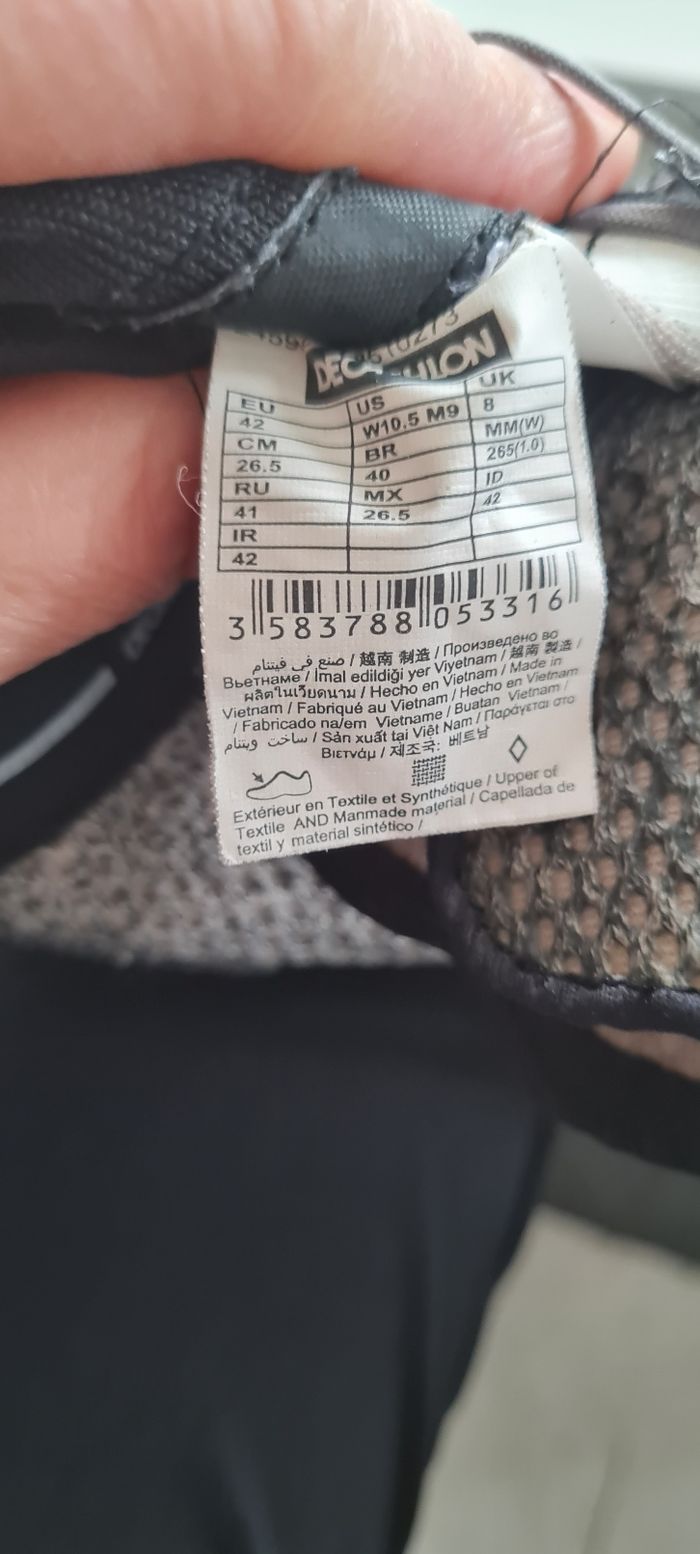 DECATHLON
EU US UK
42 W10.5 M9 8
CM BR MM(W)
26.5 40 265(1.0)
RU MX ID
41 26.5 42
IR
42
3 583788 053316
صنع في فيتنام / 越南 制造 / Произведено во
Вьетнаме / İmal edildiği yer Viyetnam / 越南 製造 /
ผลิตในเวียดนาม / Hecho en Vietnam / Made in
Vietnam / Fabriqué au Vietnam / Hecho en Vietnam
/ Fabricado na/em Vietname / Buatan Vietnam /
ساخت ویتنام / Sản xuất tại Việt Nam / Παράγεται στο
Βιετνάμ / 제조국: 베트남
Extérieur en Textile et Synthétique / Upper of
Textile AND Manmade material / Capellada de
textil y material sintético /